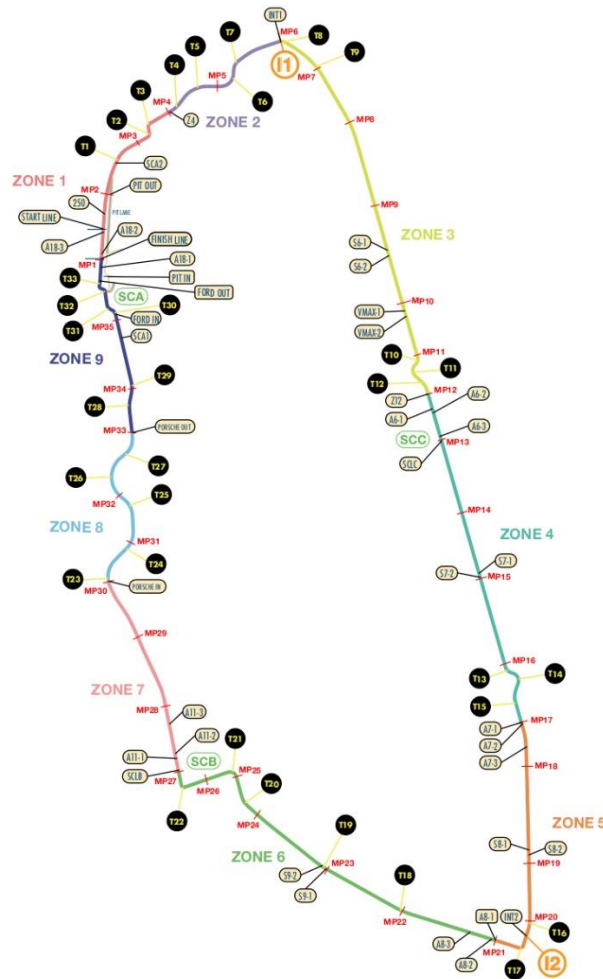 INT1
MP6
T8
T7
I1
T9
T5
MP7
T4
MP5
T6
T3
MP4
Z4
ZONE 2
MP8
T2
MP3
T1
SCA2
ZONE 1
MP2
PIT OUT
250
PIT LANE
MP9
START LINE
A18-2
ZONE 3
FINISH LINE
A18-3
S6-1
MP1
A18-1
S6-2
PIT IN
T33
SCA
FORD OUT
T32
T30
MP10
VMAX-1
T31
FORD IN
MP35
VMAX-2
SCA1
MP11
ZONE 9
T10
T11
T29
T12
MP34
MP12
Z12
A6-2
T28
A6-1
MP33
PORSCHE OUT
A6-3
SCC
MP13
SCLC
T27
T26
T25
MP32
MP14
ZONE 8
ZONE 4
MP31
T24
S7-1
S7-2
T23
MP15
MP30
PORSCHE IN
MP29
MP16
T13
T14
ZONE 7
T15
MP28
A11-3
MP17
A7-1
A11-2
T21
A7-2
A11-1
SCB
A7-3
MP18
SCLB
MP27
MP25
MP26
T20
T22
MP24
T19
ZONE 5
S8-1
ZONE 6
S8-2
MP23
MP19
S9-2
T18
S9-1
MP22
A8-1
INT2
MP20
T16
A8-3
MP21
A8-2
T17
I2